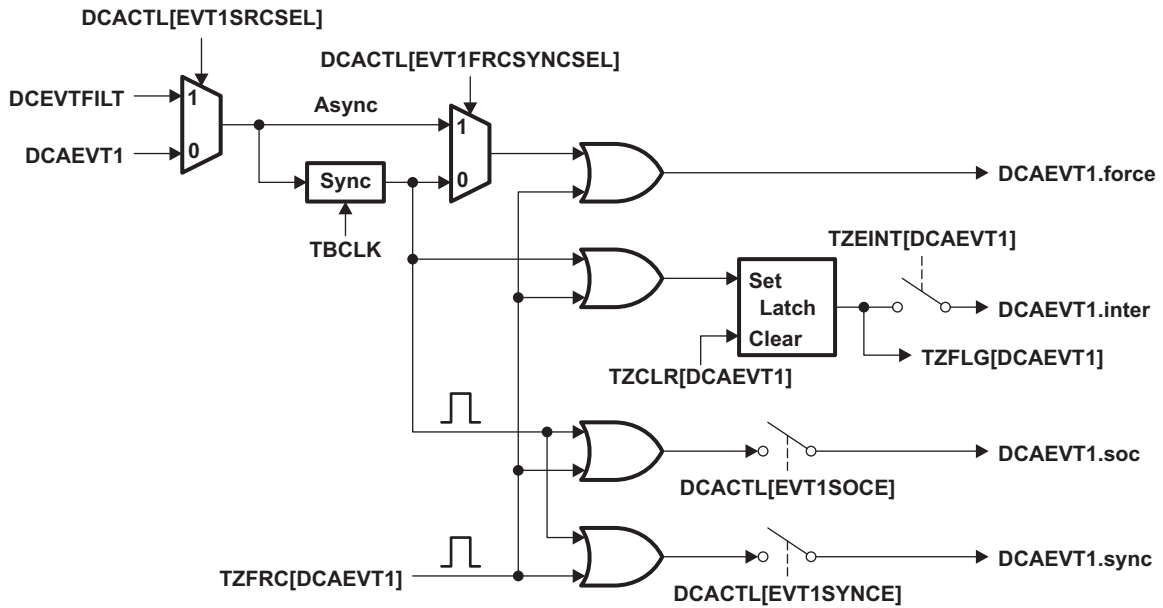 DCACTL[EVT1SRCSEL]
DCACTL[EVT1FRCSYNCSEL]
DCEVTFILT
1
Async
1
DCAEVT1
0
Sync
0
DCAEVT1.force
TBCLK
TZEINT[DCAEVT1]
Set
Latch
DCAEVT1.inter
Clear
TZFLG[DCAEVT1]
TZCLR[DCAEVT1]
DCAEVT1.soc
DCACTL[EVT1SOCE]
DCAEVT1.sync
TZFRC[DCAEVT1]
DCACTL[EVT1SYNCE]